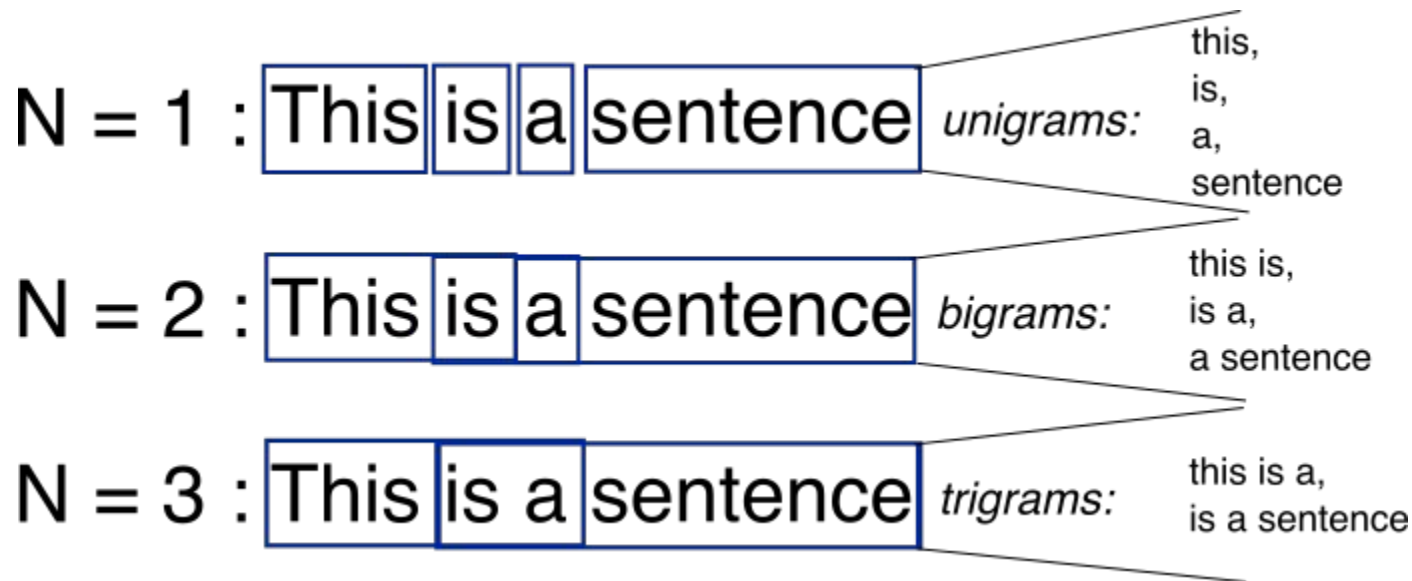 N = 1 : This is a sentence unigrams:
this,
is,
a,
sentence
N = 2 : This is a sentence bigrams:
this is,
is a,
a sentence
N = 3 : This is a sentence trigrams:
this is a,
is a sentence